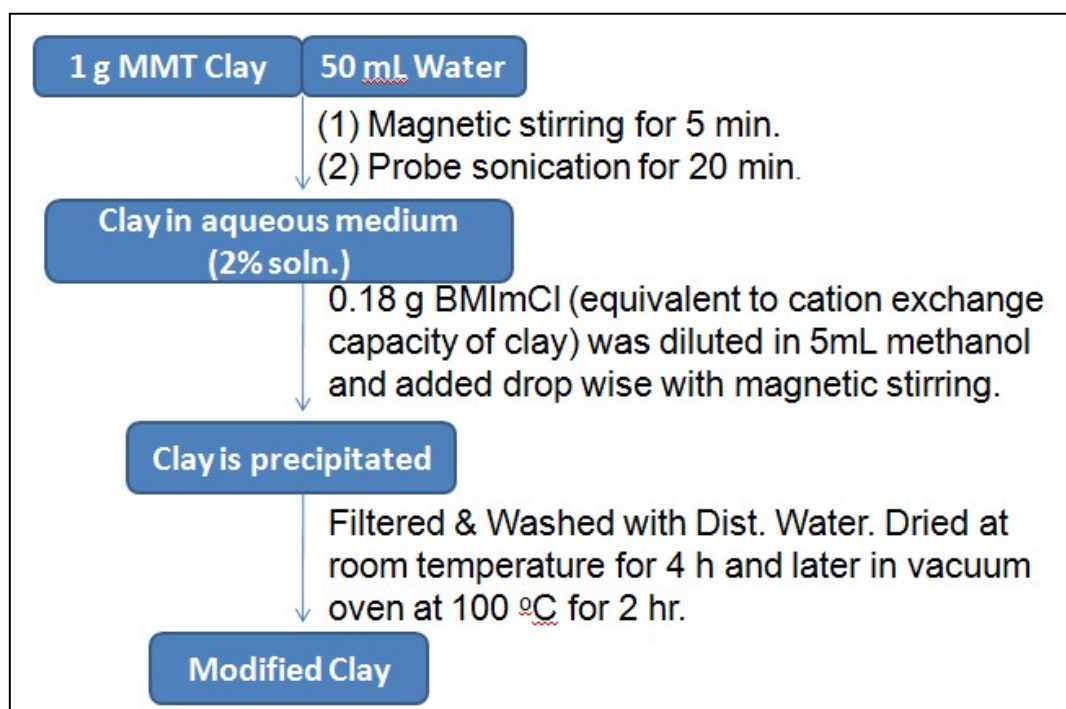 1 g MMT Clay 50 mL Water
(1) Magnetic stirring for 5 min.
(2) Probe sonication for 20 min.
Clay in aqueous medium
(2% soln.)
0.18 g BMImCl (equivalent to cation exchange
capacity of clay) was diluted in 5mL methanol
and added drop wise with magnetic stirring.
Clay is precipitated
Filtered & Washed with Dist. Water. Dried at
room temperature for 4 h and later in vacuum
oven at 100 ºC for 2 hr.
Modified Clay